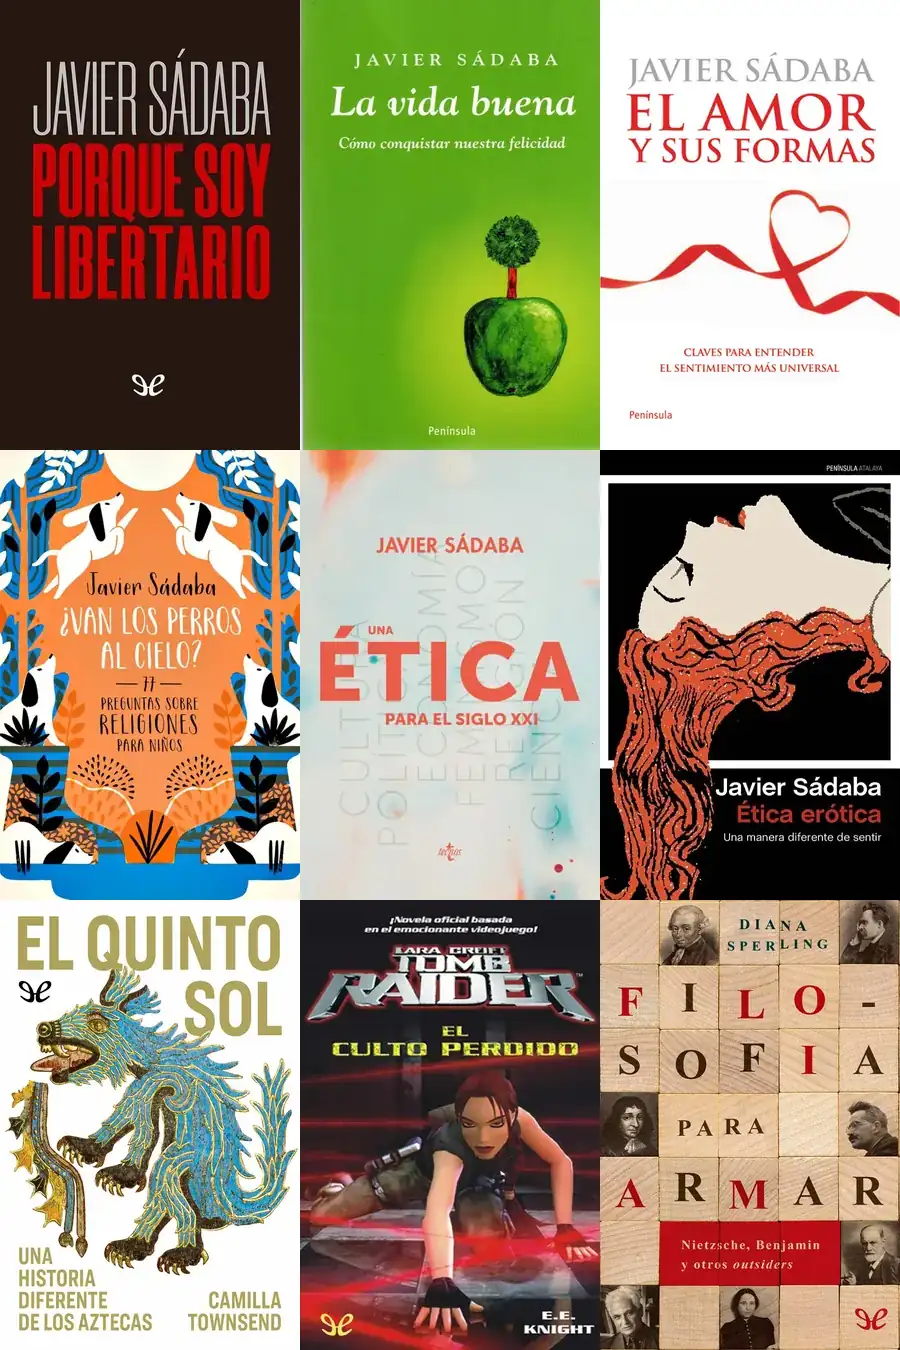 JAVIER SÁDABA
PORQUE SOY
LIBERTARIO
JAVIER SÁDABA
La vida buena
Cómo conquistar nuestra felicidad
Península
JAVIER SÁDABA
EL AMOR
Y SUS FORMAS
CLAVES PARA ENTENDER
EL SENTIMIENTO MÁS UNIVERSAL
Península
Javier Sádaba
¿VAN LOS PERROS
AL CIELO?
77
PREGUNTAS SOBRE
RELIGIONES
PARA NIÑOS
JAVIER SÁDABA
UNA
ÉTICA
PARA EL SIGLO XXI
CULTURA
POLÍTICA
ECONOMÍA
FEMINISMO
RELIGIÓN
CIENCIA
tecnos
PENÍNSULA ATALAYA
Javier Sádaba
Ética erótica
Una manera diferente de sentir
EL QUINTO
SOL
UNA
HISTORIA
DIFERENTE
DE LOS AZTECAS
CAMILLA
TOWNSEND
¡Novela oficial basada
en el emocionante videojuego!
LARA CROFT
TOMB
RAIDER™
EL
CULTO PERDIDO
E.E.
KNIGHT
DIANA
SPERLING
FILO-
SOFIA
PARA
ARMAR
Nietzsche, Benjamin
y otros outsiders